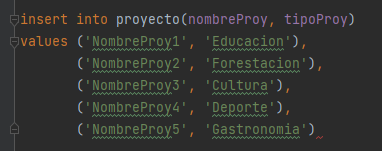 insert into proyecto(nombreProy, tipoProy)
values ('NombreProy1', 'Educacion'),
('NombreProy2', 'Forestacion'),
('NombreProy3', 'Cultura'),
('NombreProy4', 'Deporte'),
('NombreProy5', 'Gastronomia')